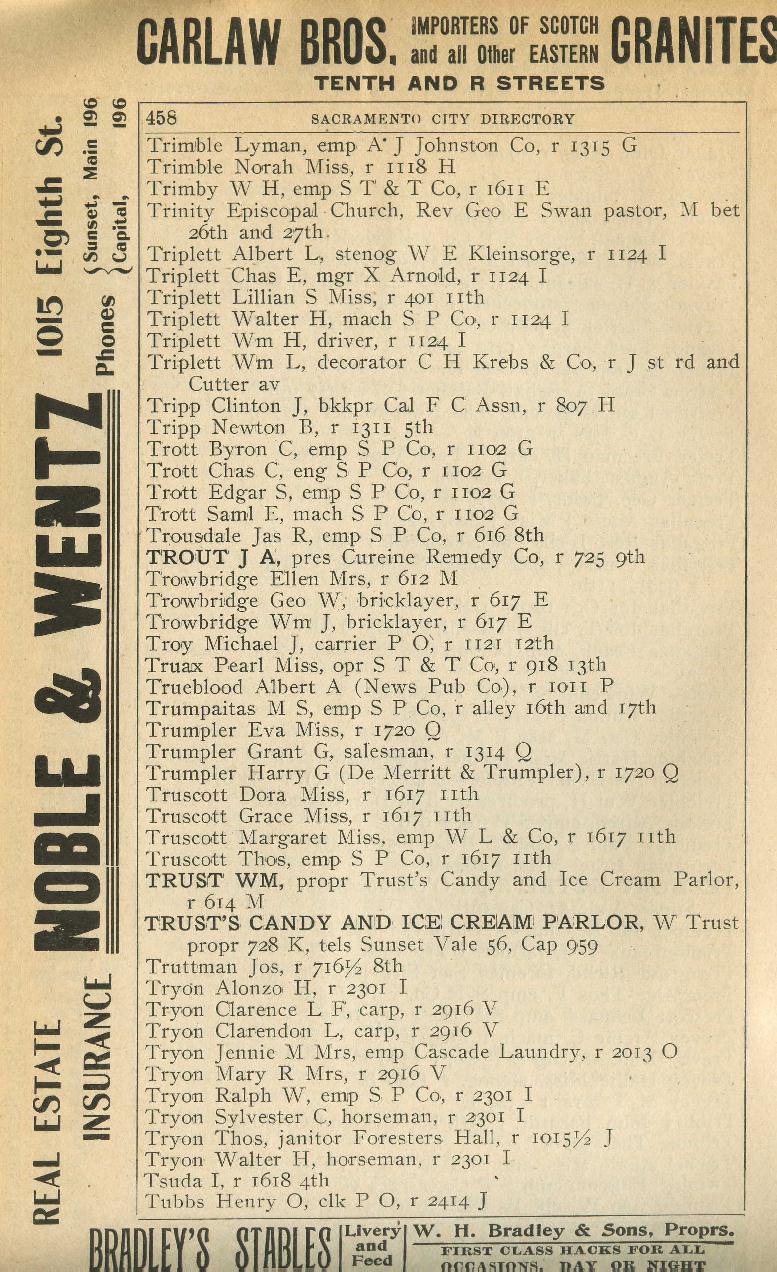 CARLAW BROS. IMPORTERS OF SCOTCH and all Other EASTERN GRANITES
TENTH AND R STREETS
REAL ESTATE INSURANCE NOBLE & WENTZ 1015 Eighth St. Phones { Sunset, Main 196
Capital, 196
458 SACRAMENTO CITY DIRECTORY
Trimble Lyman, emp A J Johnston Co, r 1315 G
Trimble Norah Miss, r 1118 H
Trimby W H, emp S T & T Co, r 1611 E
Trinity Episcopal Church, Rev Geo E Swan pastor, M bet
26th and 27th
Triplett Albert L, stenog W E Kleinsorge, r 1124 I
Triplett Chas E, mgr X Arnold, r 1124 I
Triplett Lillian S Miss, r 401 11th
Triplett Walter H, mach S P Co, r 1124 I
Triplett Wm H, driver, r 1124 I
Triplett Wm L, decorator C H Krebs & Co, r J st rd and
Cutter av
Tripp Clinton J, bkkpr Cal F C Assn, r 807 H
Tripp Newton B, r 1311 5th
Trott Byron C, emp S P Co, r 1102 G
Trott Chas C, eng S P Co, r 1102 G
Trott Edgar S, emp S P Co, r 1102 G
Trott Saml E, mach S P Co, r 1102 G
Trousdale Jas R, emp S P Co, r 616 8th
TROUT J A, pres Cureine Remedy Co, r 725 9th
Trowbridge Ellen Mrs, r 612 M
Trowbridge Geo W, bricklayer, r 617 E
Trowbridge Wm J, bricklayer, r 617 E
Troy Michael J, carrier P O, r 1121 12th
Truax Pearl Miss, opr S T & T Co, r 918 13th
Trueblood Albert A (News Pub Co), r 1011 P
Trumpaitas M S, emp S P Co, r alley 16th and 17th
Trumpler Eva Miss, r 1720 Q
Trumpler Grant G, salesman, r 1314 Q
Trumpler Harry G (De Merritt & Trumpler), r 1720 Q
Truscott Dora Miss, r 1617 11th
Truscott Grace Miss, r 1617 11th
Truscott Margaret Miss, emp W L & Co, r 1617 11th
Truscott Thos, emp S P Co, r 1617 11th
TRUST WM, propr Trust's Candy and Ice Cream Parlor,
r 614 M
TRUST'S CANDY AND ICE CREAM PARLOR, W Trust
propr 728 K, tels Sunset Vale 56, Cap 959
Truttman Jos, r 716½ 8th
Tryon Alonzo H, r 2301 I
Tryon Clarence L F, carp, r 2916 V
Tryon Clarendon L, carp, r 2916 V
Tryon Jennie M Mrs, emp Cascade Laundry, r 2013 O
Tryon Mary R Mrs, r 2916 V
Tryon Ralph W, emp S P Co, r 2301 I
Tryon Sylvester C, horseman, r 2301 I
Tryon Thos, janitor Foresters Hall, r 1015½ J
Tryon Walter H, horseman, r 2301 I
Tsuda I, r 1618 4th
Tubbs Henry O, clk P O, r 2414 J
BRADLEY'S STABLES Livery and Feed W. H. Bradley & Sons, Proprs.
FIRST CLASS HACKS FOR ALL
OCCASIONS, DAY OR NIGHT